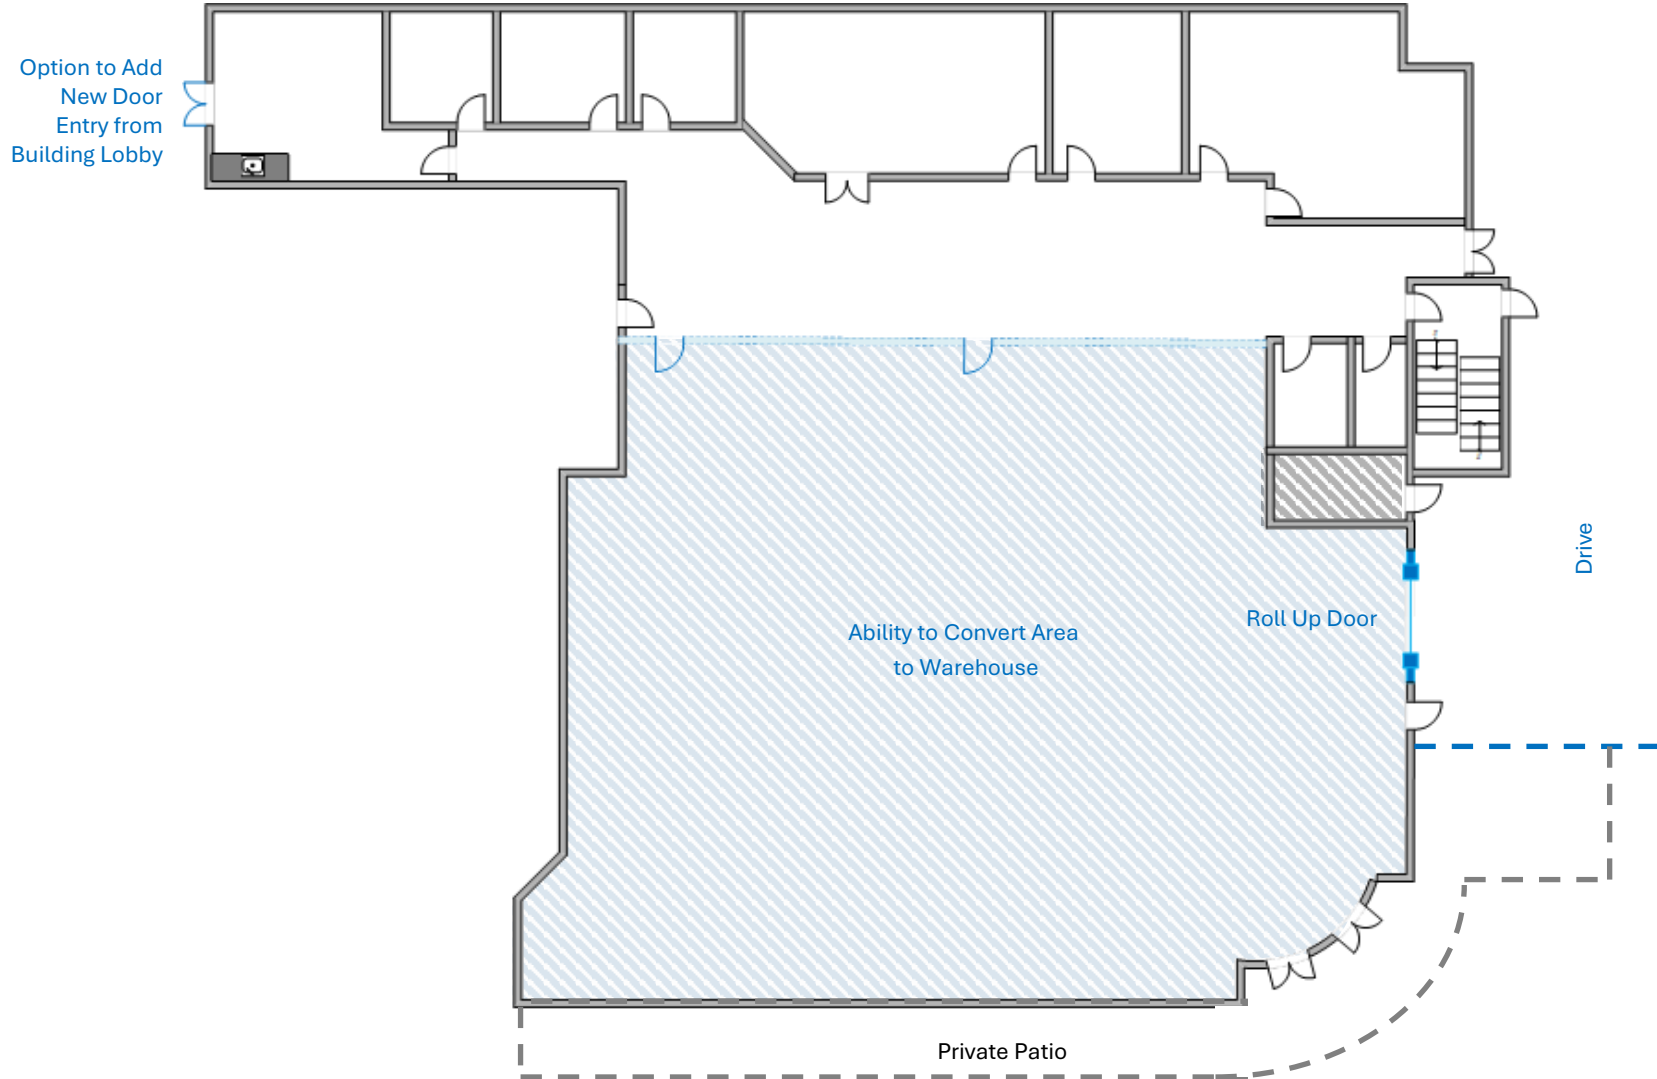 Option to Add
New Door
Entry from
Building Lobby
Drive
Roll Up Door
Ability to Convert Area
to Warehouse
Private Patio